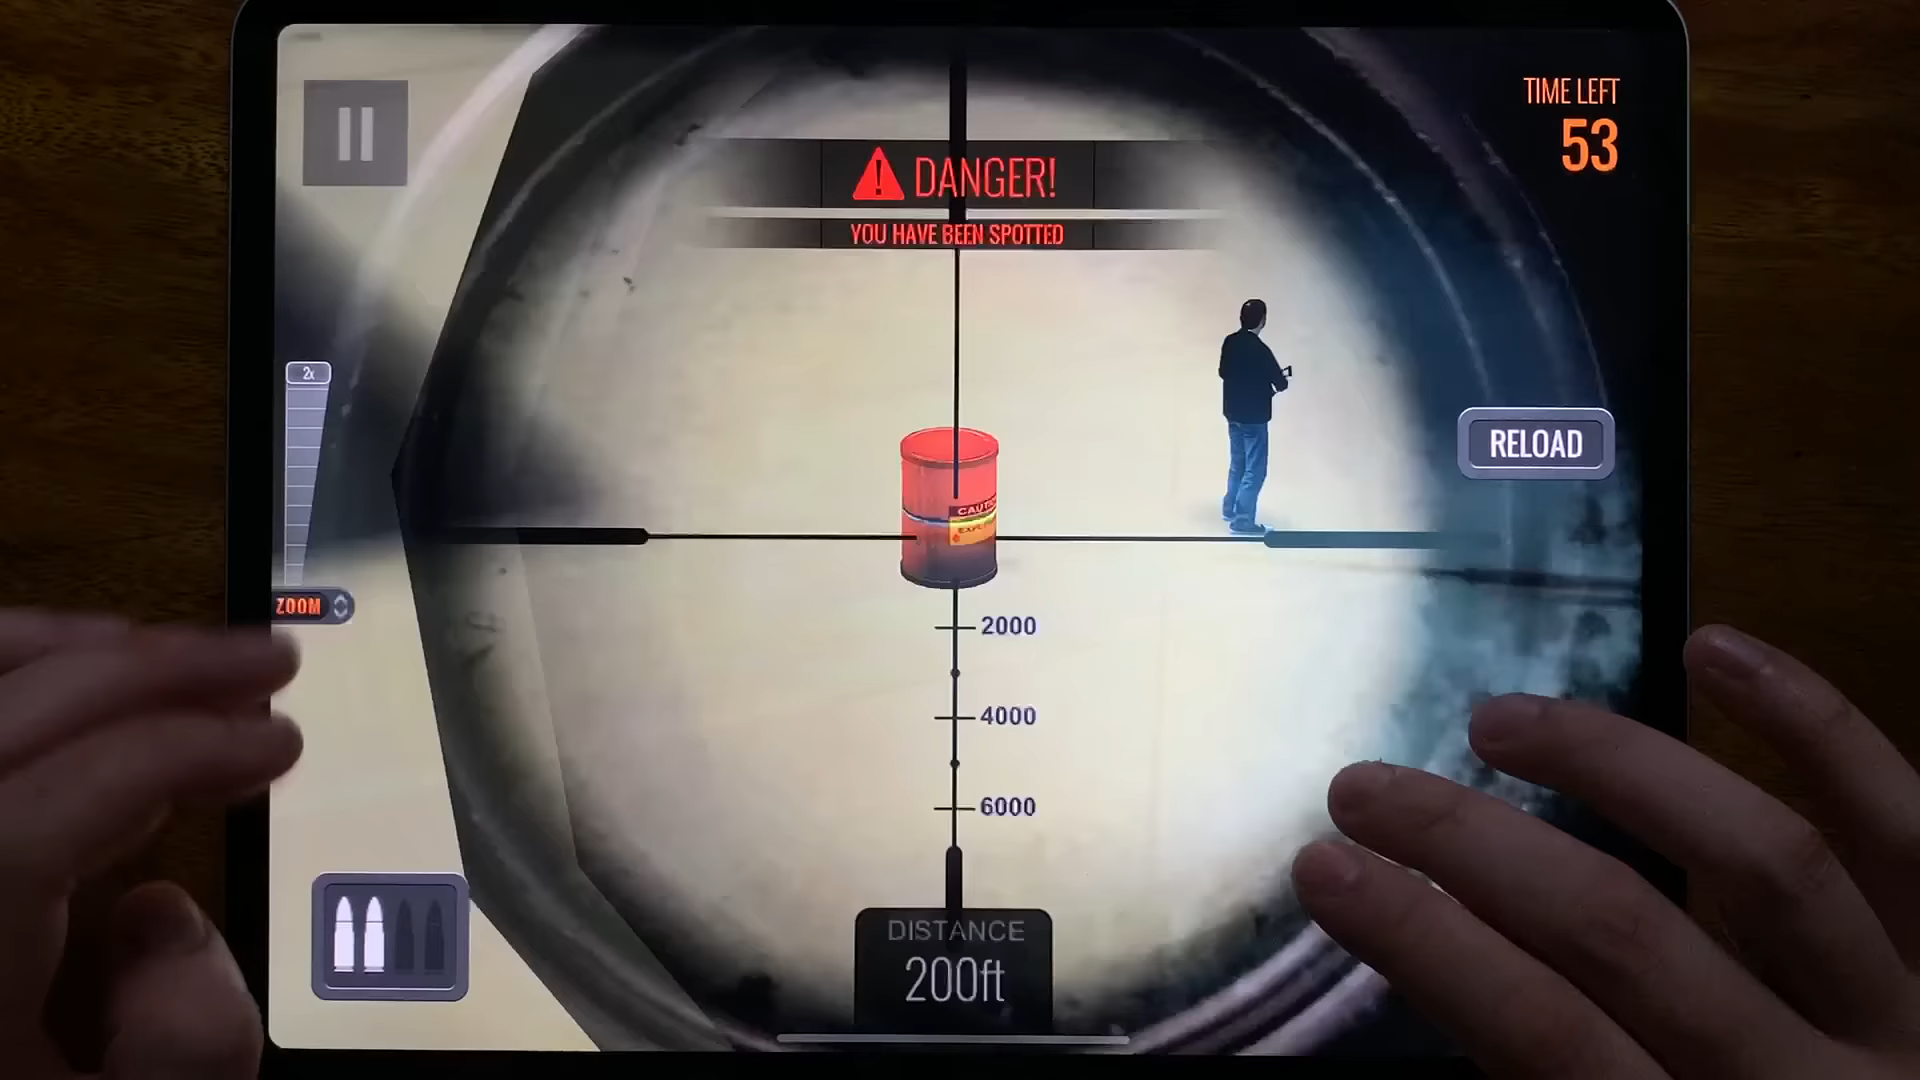 TIME LEFT
53
DANGER!
YOU HAVE BEEN SPOTTED
2x
RELOAD
ZOOM
2000
4000
6000
DISTANCE
200ft